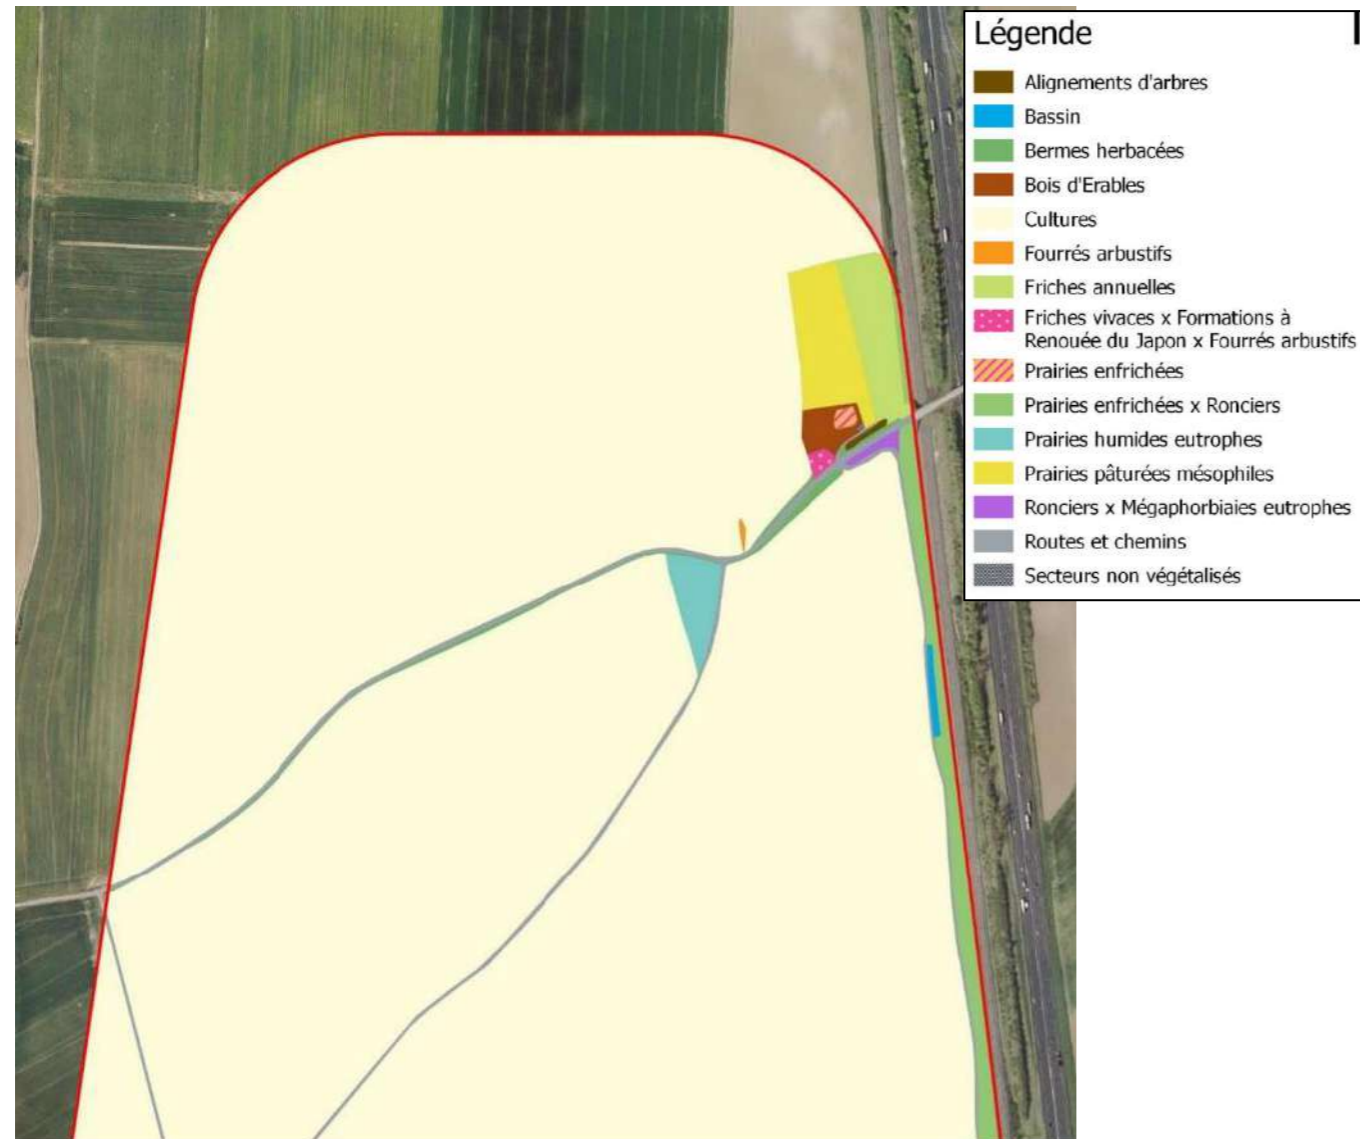 Légende
Alignements d'arbres
Bassin
Bermes herbacées
Bois d'Erables
Cultures
Fourrés arbustifs
Friches annuelles
Friches vivaces x Formations à
Renouée du Japon x Fourrés arbustifs
Prairies enfrichées
Prairies enfrichées x Ronciers
Prairies humides eutrophes
Prairies pâturées mésophiles
Ronciers x Mégaphorbiaies eutrophes
Routes et chemins
Secteurs non végétalisés